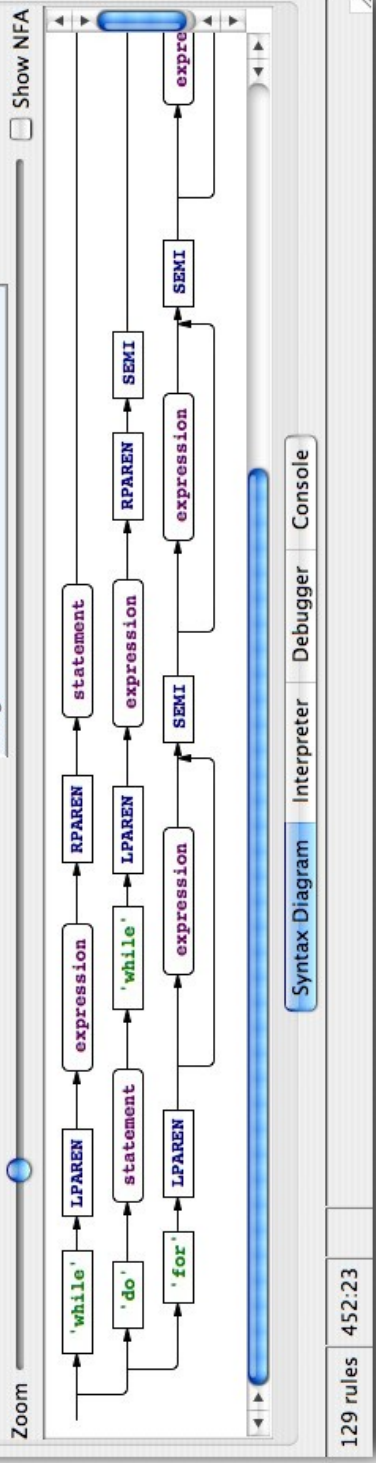 Zoom Show NFA
'while' LPAREN expression RPAREN statement
'do' statement 'while' LPAREN expression RPAREN SEMI
'for' LPAREN expression SEMI expression SEMI expre
Syntax Diagram Interpreter Debugger Console
129 rules 452:23